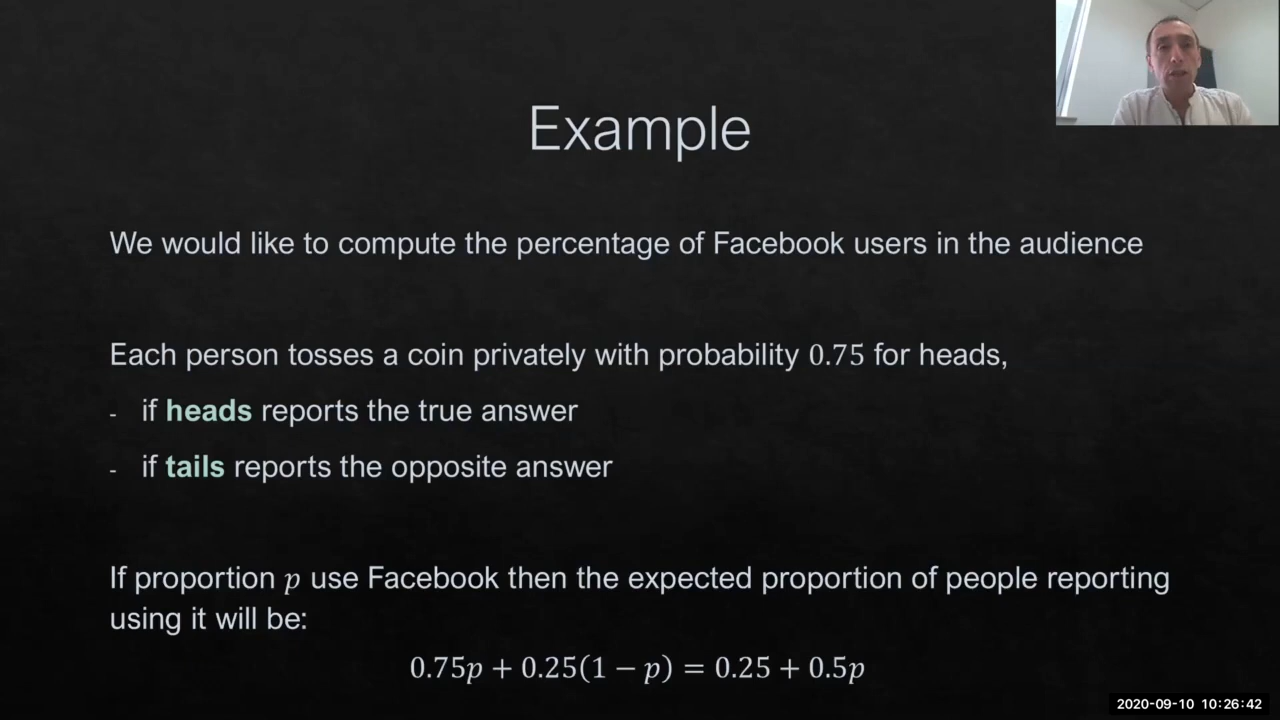 Example
We would like to compute the percentage of Facebook users in the audience
Each person tosses a coin privately with probability 0.75 for heads,
- if heads reports the true answer
- if tails reports the opposite answer
If proportion p use Facebook then the expected proportion of people reporting
using it will be:
0.75p + 0.25(1 − p) = 0.25 + 0.5p
2020-09-10 10:26:42